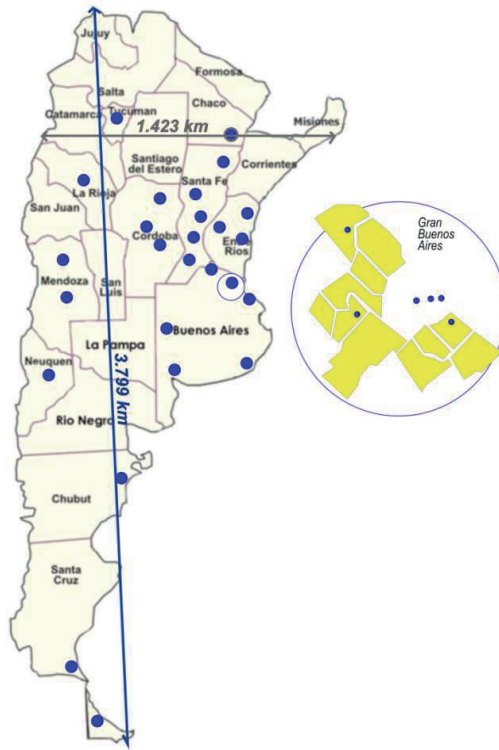 Jujuy
Formosa
Salta
Chaco
Catamarca
Tucuman
Misiones
1.423 km
Santiago
del Estero
Corrientes
Santa Fe
La Rioja
San Juan
Cordoba
Entre
Rios
Gran
Buenos
Aires
Mendoza
San
Luis
Buenos Aires
La Pampa
3.799 km
Neuquen
Rio Negro
Chubut
Santa
Cruz